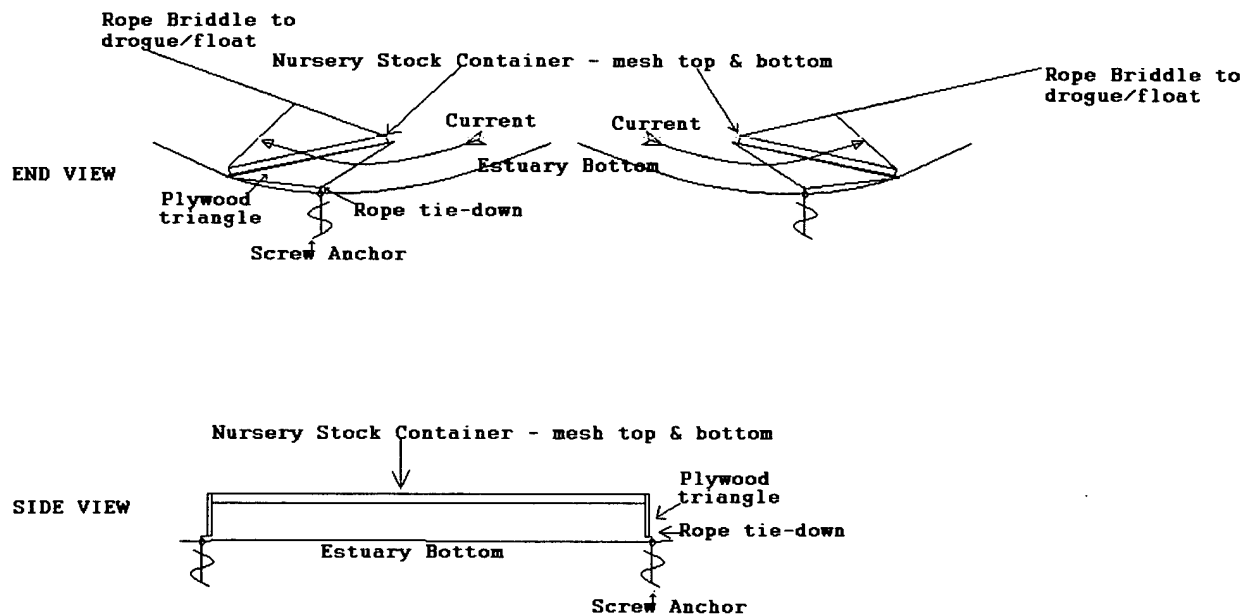 Rope Briddle to
drogue/float
Nursery Stock Container - mesh top & bottom
Rope Briddle to
drogue/float
Current
Current
Estuary Bottom
END VIEW
Plywood
triangle
Rope tie-down
Screw Anchor
Nursery Stock Container - mesh top & bottom
Plywood
triangle
SIDE VIEW
Rope tie-down
Estuary Bottom
Screw Anchor